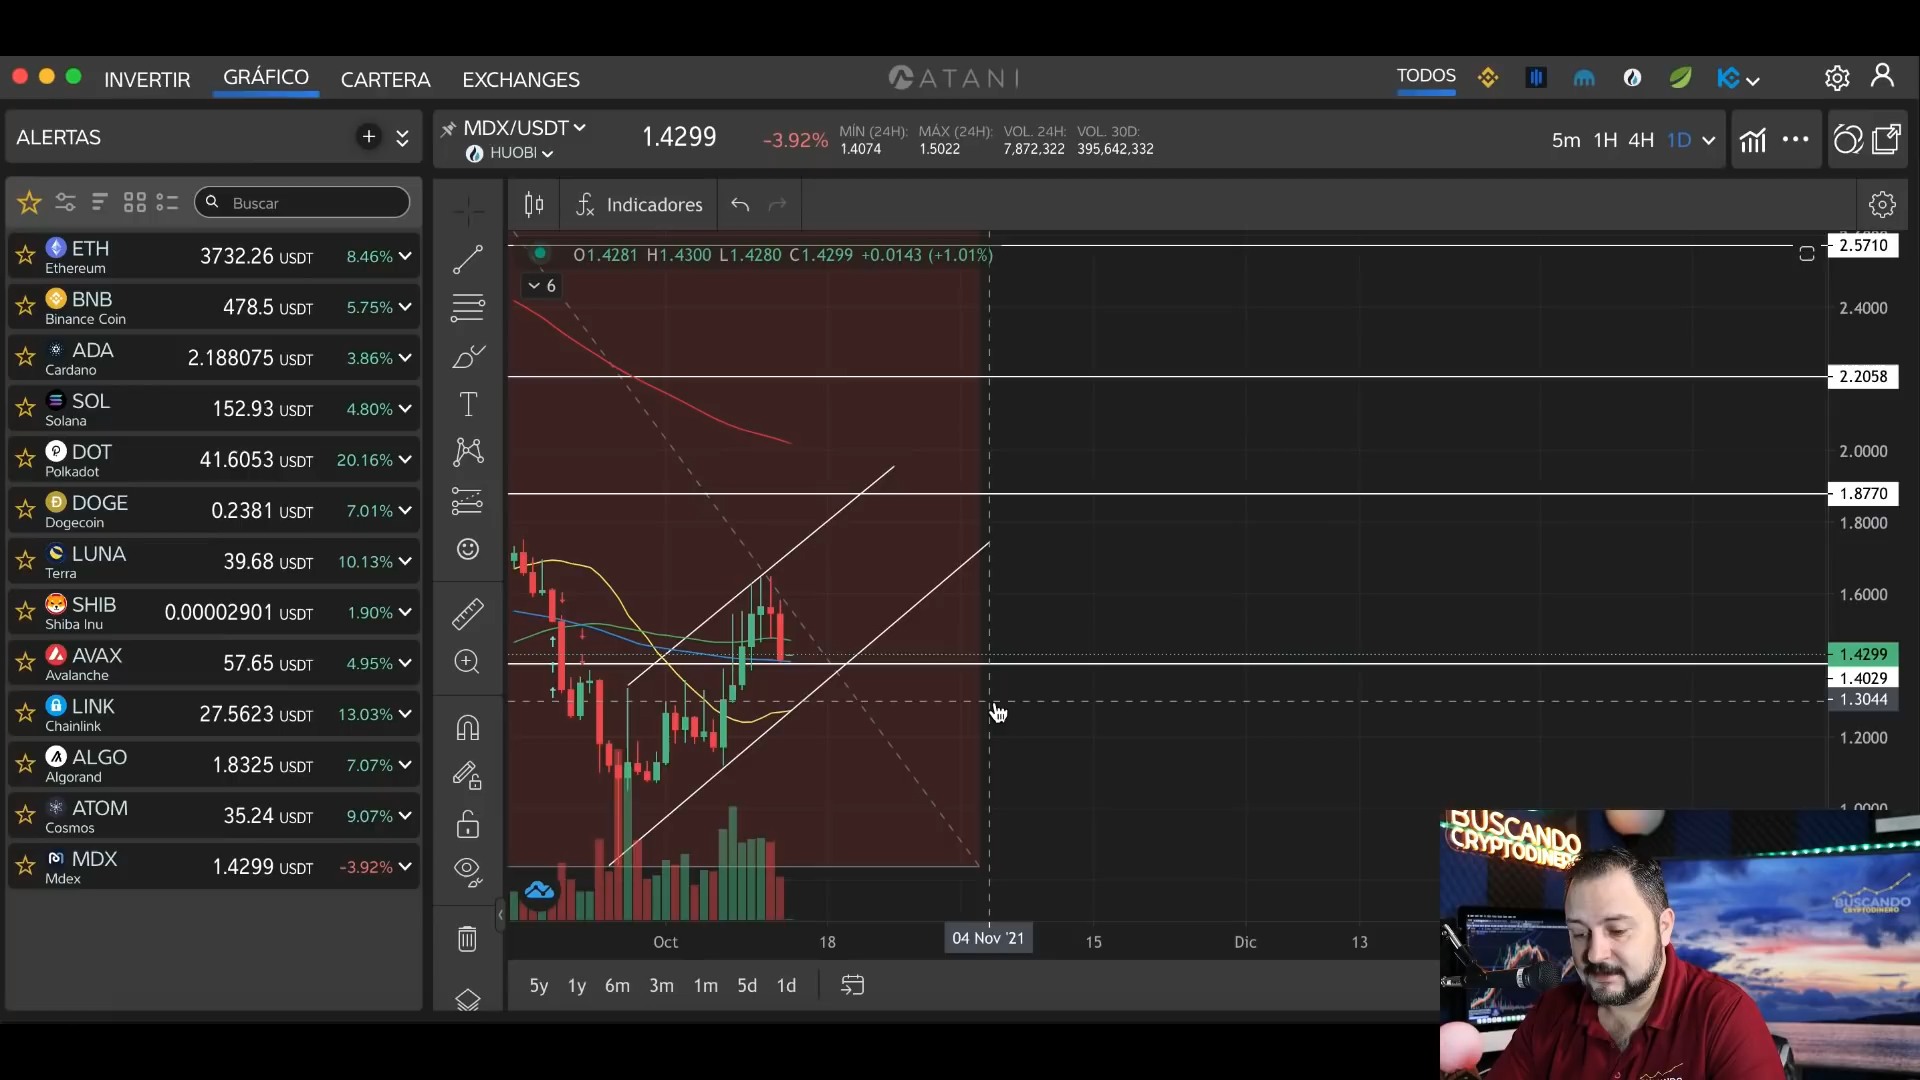 INVERTIR GRÁFICO CARTERA EXCHANGES ATANI TODOS
ALERTAS
MDX/USDT 1.4299 -3.92% MÍN (24H): MÁX (24H): VOL. 24H: VOL. 30D:
HUOBI 1.4074 1.5022 7,872,322 395,642,332
5m 1H 4H 1D
Buscar
Indicadores
O1.4281 H1.4300 L1.4280 C1.4299 +0.0143 (+1.01%)
6
ETH 3732.26 USDT 8.46%
Ethereum
BNB 478.5 USDT 5.75%
Binance Coin
ADA 2.188075 USDT 3.86%
Cardano
SOL 152.93 USDT 4.80%
Solana
DOT 41.6053 USDT 20.16%
Polkadot
DOGE 0.2381 USDT 7.01%
Dogecoin
LUNA 39.68 USDT 10.13%
Terra
SHIB 0.00002901 USDT 1.90%
Shiba Inu
AVAX 57.65 USDT 4.95%
Avalanche
LINK 27.5623 USDT 13.03%
Chainlink
ALGO 1.8325 USDT 7.07%
Algorand
ATOM 35.24 USDT 9.07%
Cosmos
MDX 1.4299 USDT -3.92%
Mdex
2.5710
2.4000
2.2058
2.0000
1.8770
1.8000
1.6000
1.4299
1.4029
1.3044
1.2000
Oct 18 04 Nov '21 15 Dic 13
5y 1y 6m 3m 1m 5d 1d
BUSCANDO
CRYPTODINERO
BUSCANDO
CRYPTODINERO